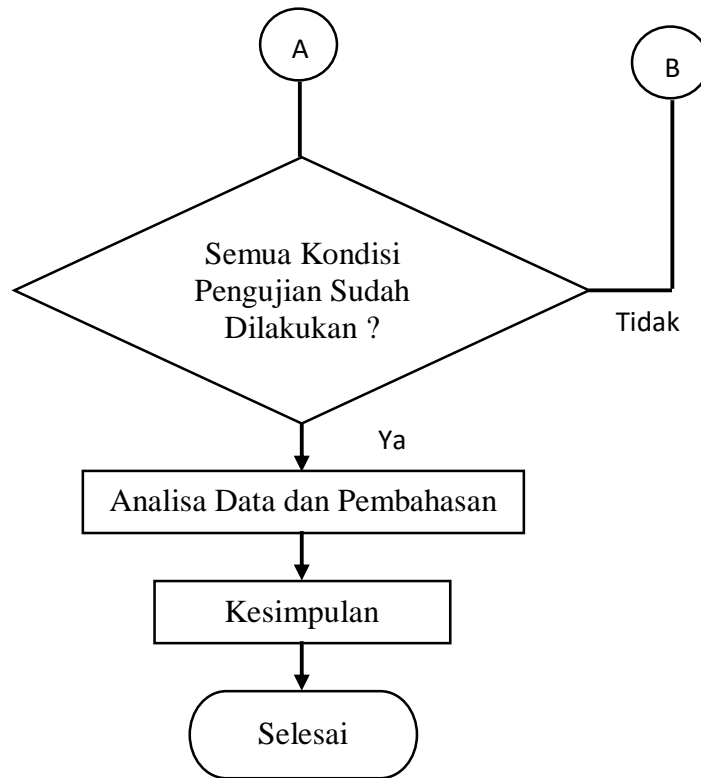 A
B
Semua Kondisi
Pengujian Sudah
Dilakukan ?
Tidak
Ya
Analisa Data dan Pembahasan
Kesimpulan
Selesai